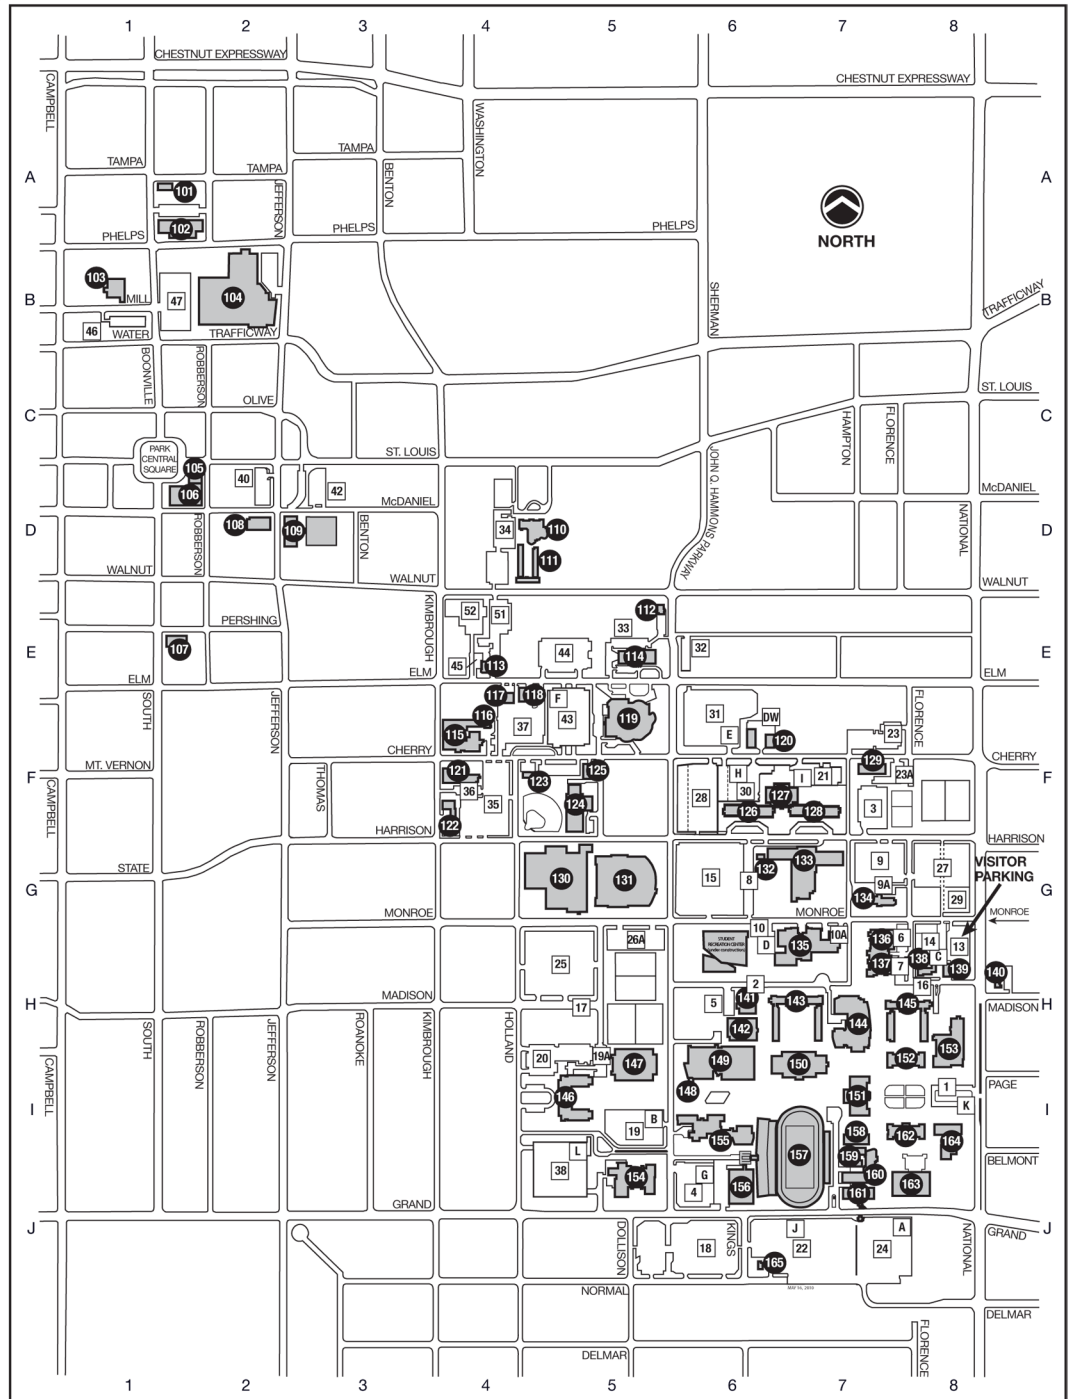 1 2 3 4 5 6 7 8
CHESTNUT EXPRESSWAY
CHESTNUT EXPRESSWAY
CAMPBELL
WASHINGTON
TAMPA
TAMPA TAMPA
BENTON
A A
101
JEFFERSON
102
PHELPS PHELPS PHELPS
NORTH
103
104
47
MILL
B B
TRAFFICWAY
SHERMAN
46
WATER TRAFFICWAY
BOONVILLE
ROBBERSON
ST. LOUIS
OLIVE
C C
HAMPTON
FLORENCE
ST. LOUIS
PARK
CENTRAL
SQUARE
105
106
40
42
McDANIEL McDANIEL
JOHN Q. HAMMONS PARKWAY
108
109
34
110
D D
ROBBERSON
BENTON
NATIONAL
111
WALNUT WALNUT WALNUT
KIMBROUGH
52
51
112
PERSHING
33
107
E E
44
114
32
45
113
ELM ELM ELM
SOUTH
JEFFERSON
117
118
F
116
37
43
119
31
DW
FLORENCE
115
E
120
23
CHERRY CHERRY
CHERRY
MT. VERNON
129
F F
CAMPBELL
THOMAS
121
123
125
H
I
21
23A
36
35
124
28
30
127
3
122
126
128
HARRISON
HARRISON
STATE
15
8
132
133
9
27
VISITOR
PARKING
130
131
9A
G G
134
29
MONROE MONROE
MONROE
10
STUDENT
RECREATION CENTER
(under construction)
D
135
10A
136
6
14
13
26A
25
137
7
138
C
139
140
2
16
MADISON
17
5
141
143
145
H H
MADISON
SOUTH
ROBBERSON
JEFFERSON
ROANOKE
KIMBROUGH
HOLLAND
142
144
153
20
19A
147
149
150
152
CAMPBELL
148
1
PAGE
146
151
K
I I
B
19
155
158
162
164
L
38
154
157
159
160
BELMONT
G
4
156
161
163
GRAND
J J
DOLLISON
KINGS
J
A
NATIONAL
GRAND
18
22
24
165
MAY 16, 2010
NORMAL
DELMAR
FLORENCE
DELMAR
1 2 3 4 5 6 7 8